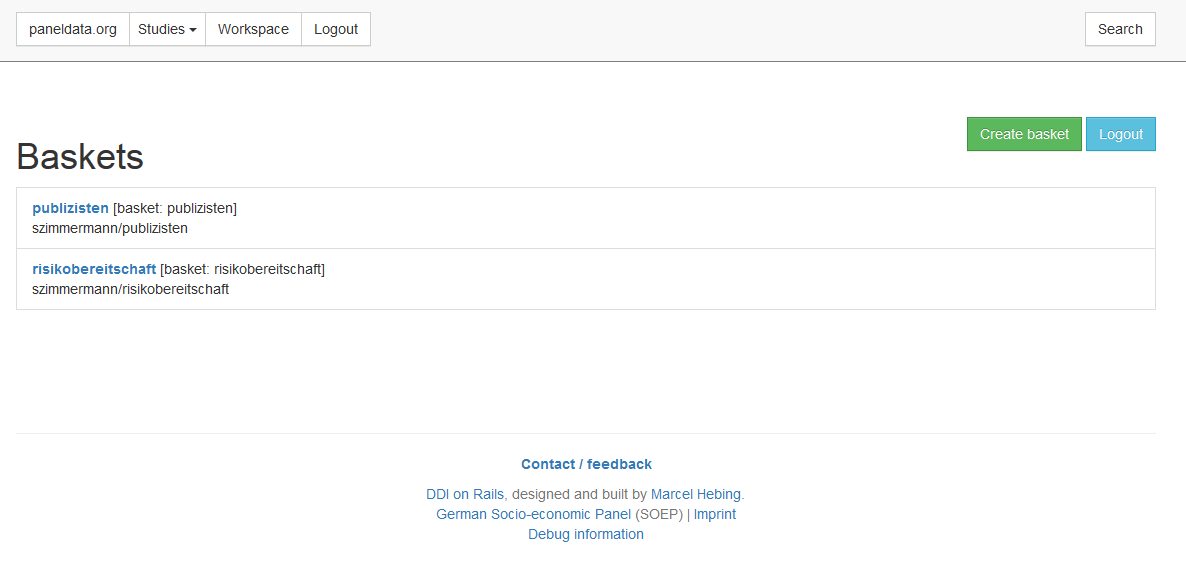 paneldata.org Studies Workspace Logout Search
Create basket Logout
Baskets
publizisten [basket: publizisten]
szimmermann/publizisten
risikobereitschaft [basket: risikobereitschaft]
szimmermann/risikobereitschaft
Contact / feedback
DDI on Rails, designed and built by Marcel Hebing.
German Socio-economic Panel (SOEP) | Imprint
Debug information